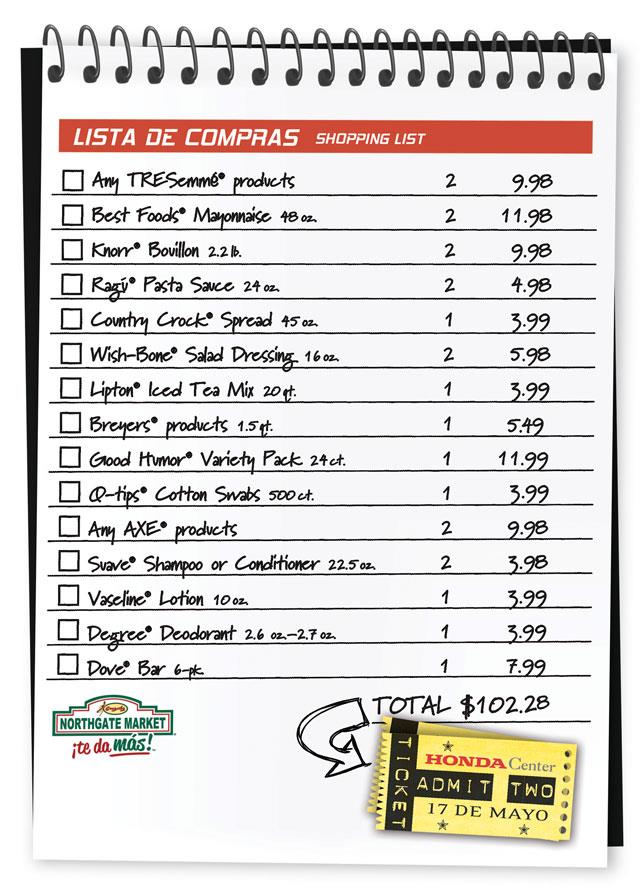 LISTA DE COMPRAS SHOPPING LIST
Any TRESemmé® products 2 9.98
Best Foods® Mayonnaise 48 oz. 2 11.98
Knorr® Bouillon 2.2 lb. 2 9.98
Ragú® Pasta Sauce 24 oz. 2 4.98
Country Crock® Spread 45 oz. 1 3.99
Wish-Bone® Salad Dressing 16 oz. 2 5.98
Lipton® Iced Tea Mix 20 qt. 1 3.99
Breyers® products 1.5 qt. 1 5.49
Good Humor® Variety Pack 24 ct. 1 11.99
Q-tips® Cotton Swabs 500 ct. 1 3.99
Any AXE® products 2 9.98
Suave® Shampoo or Conditioner 22.5 oz. 2 3.98
Vaseline® Lotion 10 oz. 1 3.99
Degree® Deodorant 2.6 oz.-2.7 oz. 1 3.99
Dove® Bar 6-pk. 1 7.99
TOTAL $102.28
NORTHGATE MARKET
¡te da más!
TICKET
HONDA Center
ADMIT TWO
17 DE MAYO